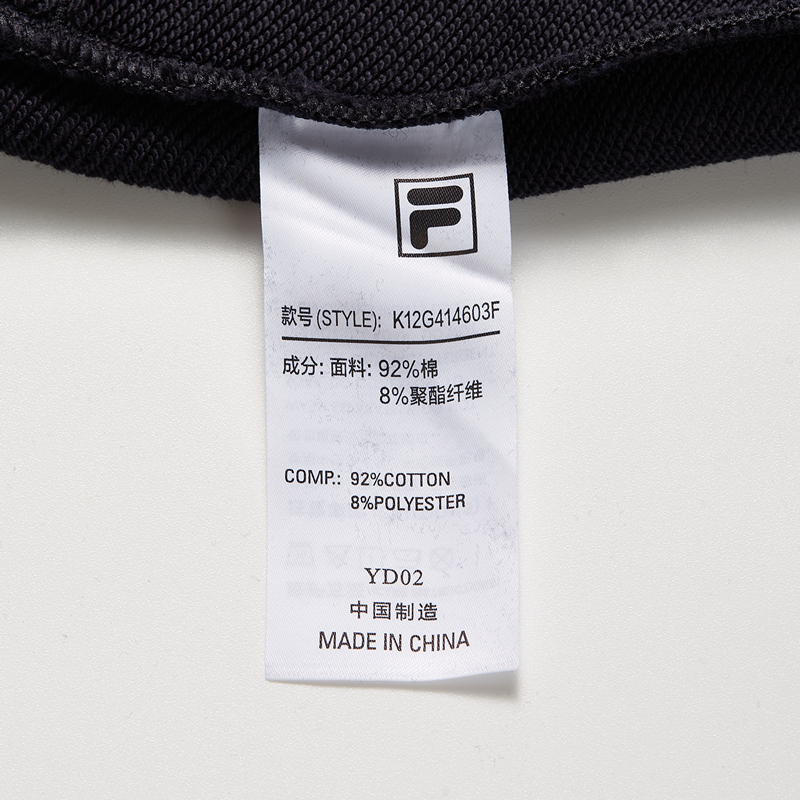 F
款号(STYLE): K12G414603F
成分: 面料: 92%棉
8%聚酯纤维
COMP.: 92%COTTON
8%POLYESTER
YD02
中国制造
MADE IN CHINA